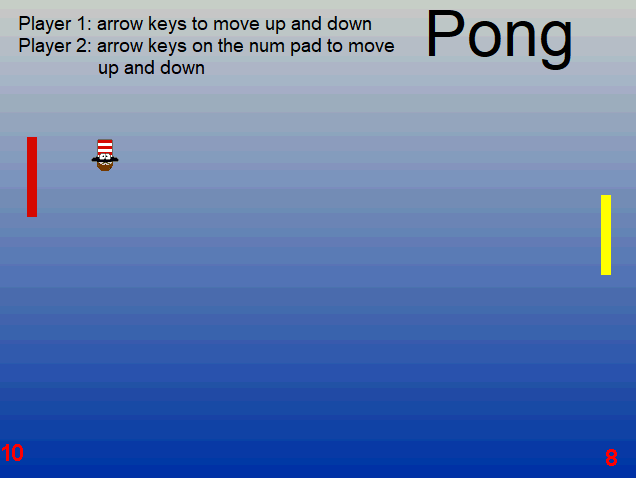 Player 1: arrow keys to move up and down
Player 2: arrow keys on the num pad to move
up and down
Pong
10
8